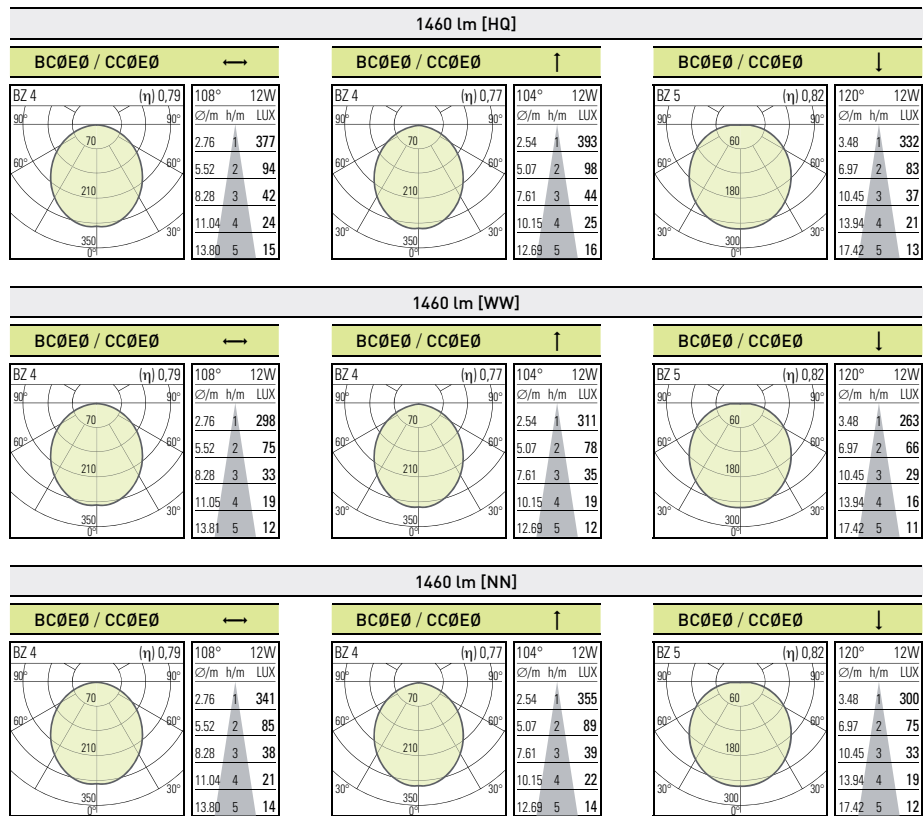 1460 lm [HQ]
BCØEØ / CCØEØ ↔
BZ 4 (η) 0,79
90° 90°
70
60° 60°
210
350 30°
0°
108° 12W
∅/m h/m LUX
2.76 1 377
5.52 2 94
8.28 3 42
11.04 4 24
13.80 5 15
BCØEØ / CCØEØ ↑
BZ 4 (η) 0,77
90° 90°
70
60° 60°
210
30° 350 30°
0°
104° 12W
∅/m h/m LUX
2.54 1 393
5.07 2 98
7.61 3 44
10.15 4 25
12.69 5 16
BCØEØ / CCØEØ ↓
BZ 5 (η) 0,82
90° 90°
60
60° 60°
180
30° 300 30°
0°
120° 12W
∅/m h/m LUX
3.48 1 332
6.97 2 83
10.45 3 37
13.94 4 21
17.42 5 13
1460 lm [WW]
BCØEØ / CCØEØ ↔
BZ 4 (η) 0,79
90° 90°
70
60° 60°
210
350 30°
0°
108° 12W
∅/m h/m LUX
2.76 1 298
5.52 2 75
8.28 3 33
11.05 4 19
13.81 5 12
BCØEØ / CCØEØ ↑
BZ 4 (η) 0,77
90° 90°
70
60° 60°
210
30° 350 30°
0°
104° 12W
∅/m h/m LUX
2.54 1 311
5.07 2 78
7.61 3 35
10.15 4 19
12.69 5 12
BCØEØ / CCØEØ ↓
BZ 5 (η) 0,82
90° 90°
60
60° 60°
180
30° 300 30°
0°
120° 12W
∅/m h/m LUX
3.48 1 263
6.97 2 66
10.45 3 29
13.94 4 16
17.42 5 11
1460 lm [NN]
BCØEØ / CCØEØ ↔
BZ 4 (η) 0,79
90° 90°
70
60° 60°
210
350 30°
0°
108° 12W
∅/m h/m LUX
2.76 1 341
5.52 2 85
8.28 3 38
11.04 4 21
13.80 5 14
BCØEØ / CCØEØ ↑
BZ 4 (η) 0,77
90° 90°
70
60° 60°
210
30° 350 30°
0°
104° 12W
∅/m h/m LUX
2.54 1 355
5.07 2 89
7.61 3 39
10.15 4 22
12.69 5 14
BCØEØ / CCØEØ ↓
BZ 5 (η) 0,82
90° 90°
60
60° 60°
180
30° 300 30°
0°
120° 12W
∅/m h/m LUX
3.48 1 300
6.97 2 75
10.45 3 33
13.94 4 19
17.42 5 12